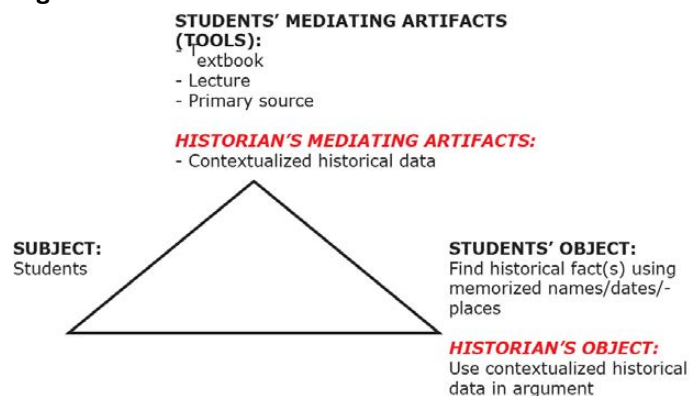 STUDENTS' MEDIATING ARTIFACTS
(TOOLS):
- Textbook
- Lecture
- Primary source
HISTORIAN'S MEDIATING ARTIFACTS:
- Contextualized historical data
SUBJECT:
Students
STUDENTS' OBJECT:
Find historical fact(s) using
memorized names/dates/-
places
HISTORIAN'S OBJECT:
Use contextualized historical
data in argument